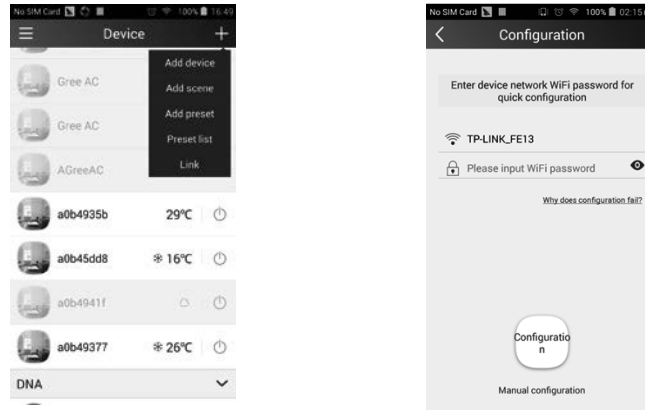 No SIM Card 100% 16:49
Device
Add device
Gree AC
Add scene
Add preset
Gree AC
Preset list
AGreeAC
Link
a0b4935b 29℃
a0b45dd8 16℃
a0b4941f
a0b49377 26℃
DNA
No SIM Card 100% 02:15
Configuration
Enter device network WiFi password for
quick configuration
TP-LINK_FE13
Please input WiFi password
Why does configuration fail?
Configuratio
n
Manual configuration